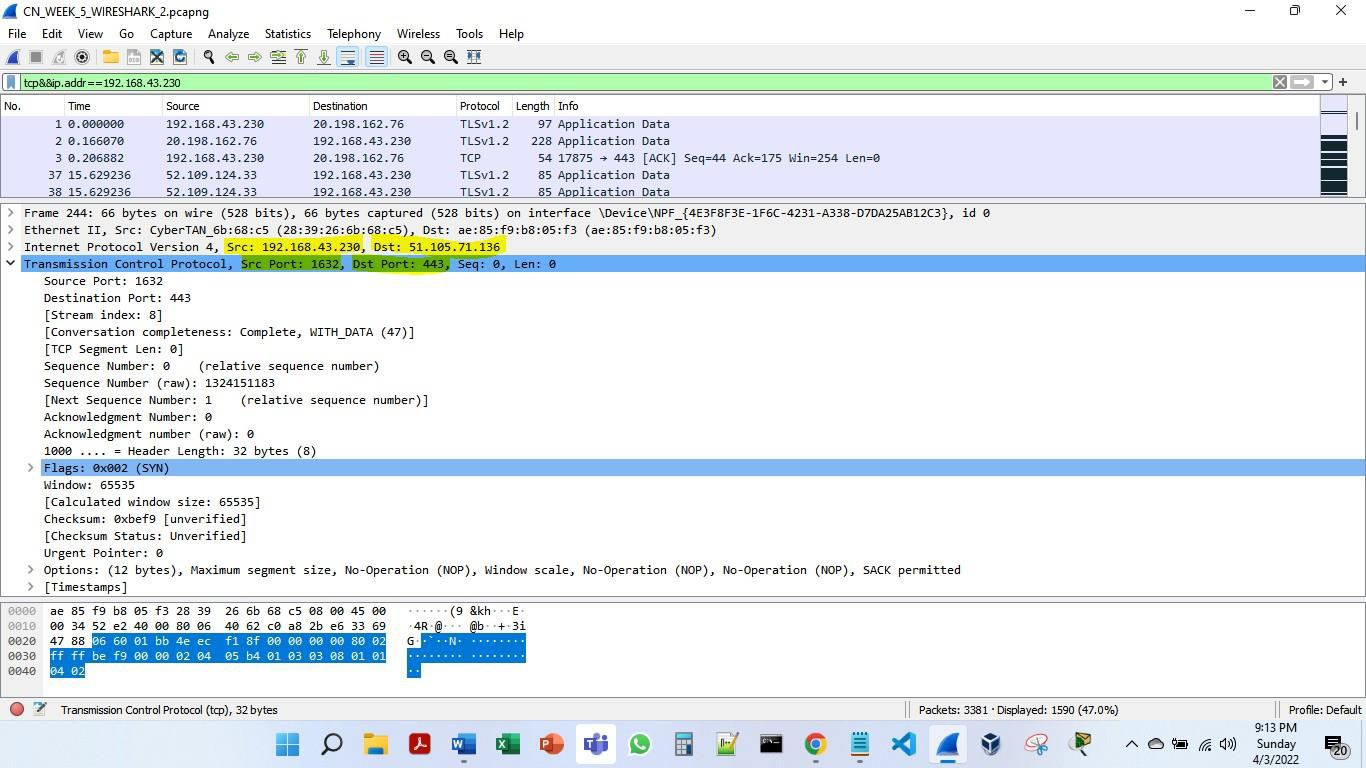 CN_WEEK_5_WIRESHARK_2.pcapng
File Edit View Go Capture Analyze Statistics Telephony Wireless Tools Help
tcp&&ip.addr==192.168.43.230
No. Time Source Destination Protocol Length Info
1 0.000000 192.168.43.230 20.198.162.76 TLSv1.2 97 Application Data
2 0.166070 20.198.162.76 192.168.43.230 TLSv1.2 228 Application Data
3 0.206882 192.168.43.230 20.198.162.76 TCP 54 17875 → 443 [ACK] Seq=44 Ack=175 Win=254 Len=0
37 15.629236 52.109.124.33 192.168.43.230 TLSv1.2 85 Application Data
38 15.629236 52.109.124.33 192.168.43.230 TLSv1.2 85 Application Data
Frame 244: 66 bytes on wire (528 bits), 66 bytes captured (528 bits) on interface \Device\NPF_{4E3F8F3E-1F6C-4231-A338-D7DA25AB12C3}, id 0
Ethernet II, Src: CyberTAN_6b:68:c5 (28:39:26:6b:68:c5), Dst: ae:85:f9:b8:05:f3 (ae:85:f9:b8:05:f3)
Internet Protocol Version 4, Src: 192.168.43.230, Dst: 51.105.71.136
Transmission Control Protocol, Src Port: 1632, Dst Port: 443, Seq: 0, Len: 0
Source Port: 1632
Destination Port: 443
[Stream index: 8]
[Conversation completeness: Complete, WITH_DATA (47)]
[TCP Segment Len: 0]
Sequence Number: 0 (relative sequence number)
Sequence Number (raw): 1324151183
[Next Sequence Number: 1 (relative sequence number)]
Acknowledgment Number: 0
Acknowledgment number (raw): 0
1000 .... = Header Length: 32 bytes (8)
Flags: 0x002 (SYN)
Window: 65535
[Calculated window size: 65535]
Checksum: 0xbef9 [unverified]
[Checksum Status: Unverified]
Urgent Pointer: 0
Options: (12 bytes), Maximum segment size, No-Operation (NOP), Window scale, No-Operation (NOP), No-Operation (NOP), SACK permitted
[Timestamps]
0000 ae 85 f9 b8 05 f3 28 39 26 6b 68 c5 08 00 45 00 ······(9 &kh···E·
0010 00 34 52 e2 40 00 80 06 40 62 c0 a8 2b e6 33 69 ·4R·@··· @b··+·3i
0020 47 88 06 60 01 bb 4e ec f1 8f 00 00 00 00 80 02 G··`··N· ········
0030 ff ff be f9 00 00 02 04 05 b4 01 03 03 08 01 01 ········ ········
0040 04 02 ··
Transmission Control Protocol (tcp), 32 bytes Packets: 3381 · Displayed: 1590 (47.0%) Profile: Default
9:13 PM
Sunday
4/3/2022
20